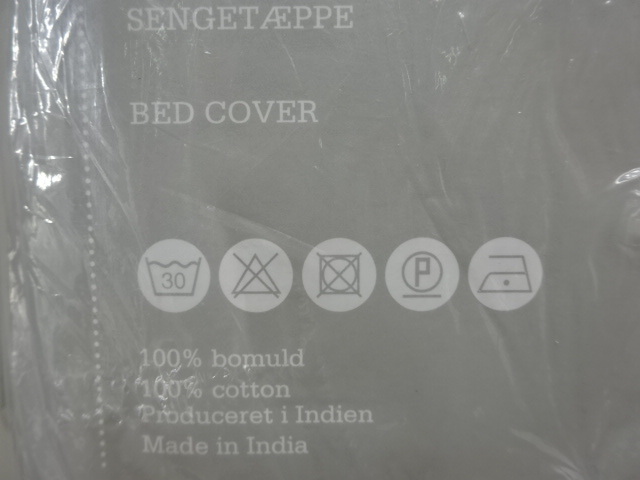 SENGETÆPPE
BED COVER
30 P
100% bomuld
100% cotton
Produceret i Indien
Made in India